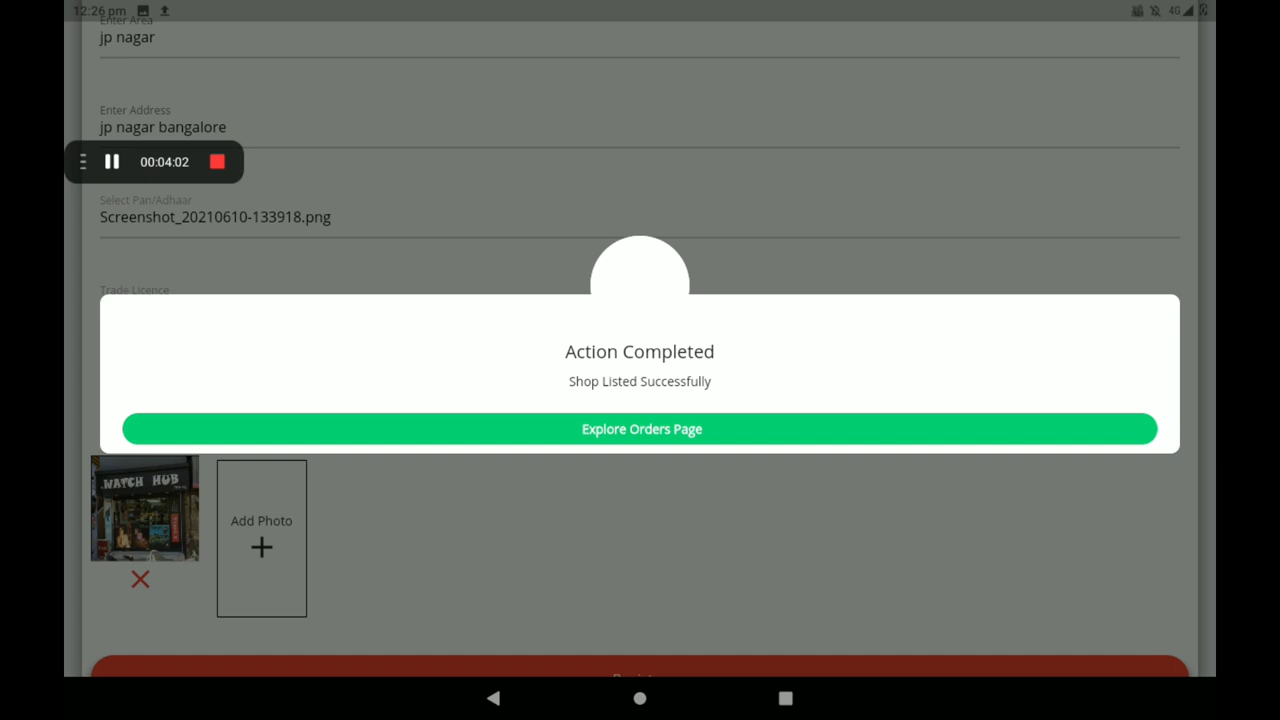 12:26 pm
4G
Enter Area
jp nagar
Enter Address
jp nagar bangalore
00:04:02
Select Pan/Adhaar
Screenshot_20210610-133918.png
Trade Licence
Action Completed
Shop Listed Successfully
Explore Orders Page
WATCH HUB
Add Photo